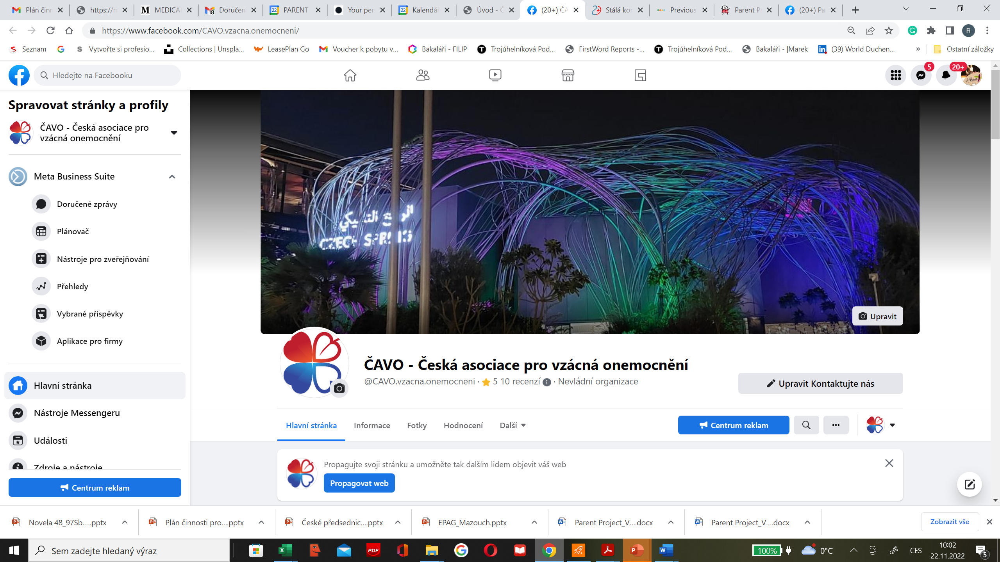 Plán činn
https://m
MEDICA
Doručen
PARENT
Your per
Kalendář
Úvod - Č
(20+) ČA
Stálá kor
Previous
Parent P
(20+) Pa
https://www.facebook.com/CAVO.vzacna.onemocneni/
R
Seznam
Vytvořte si profesio...
Collections | Unspla...
LeasePlan Go
Voucher k pobytu v...
Bakaláři - FILIP
Trojúhelníková Pod...
FirstWord Reports -...
Trojúhelníková Pod...
Bakaláři - |Marek
(39) World Duchen...
»
Ostatní záložky
Hledejte na Facebooku
5
20+
Spravovat stránky a profily
ČAVO - Česká asociace pro
vzácná onemocnění
Meta Business Suite
Doručené zprávy
Plánovač
Nástroje pro zveřejňování
Přehledy
Vybrané příspěvky
Aplikace pro firmy
Hlavní stránka
Nástroje Messengeru
Události
Zdroje a nástroje
Centrum reklam
CZECH SPRING
Upravit
ČAVO - Česká asociace pro vzácná onemocnění
@CAVO.vzacna.onemocneni · 5 10 recenzí · Nevládní organizace
Upravit Kontaktujte nás
Hlavní stránka
Informace
Fotky
Hodnocení
Další
Centrum reklam
Propagujte svoji stránku a umožněte tak dalším lidem objevit váš web
Propagovat web
Novela 48_97Sb.....pptx
Plán činnosti pro....pptx
České předsednic....pptx
EPAG_Mazouch.pptx
Parent Project_V....docx
Parent Project_V....docx
Zobrazit vše
Sem zadejte hledaný výraz
PDF
100%
0°C
CES
10:02
22.11.2022
5